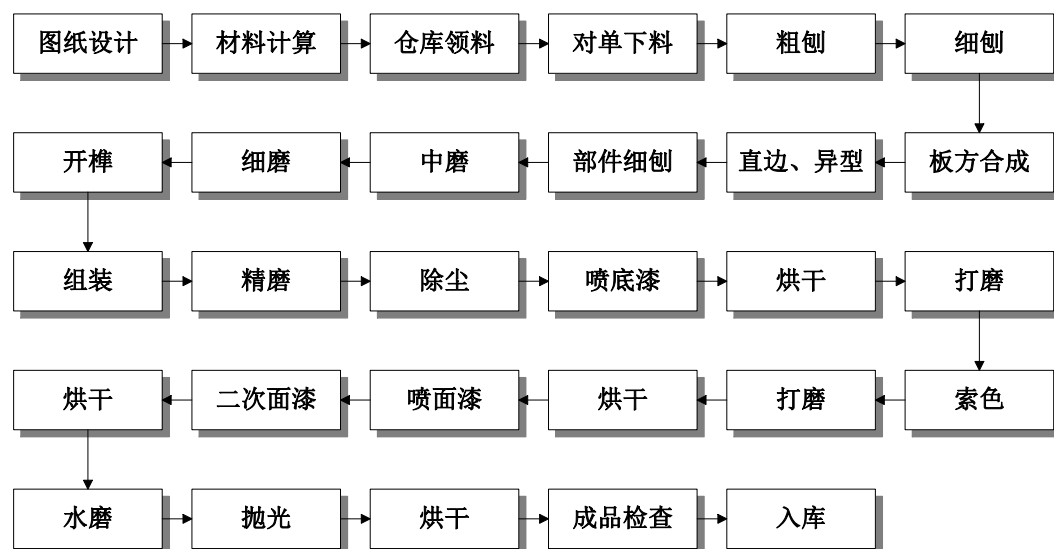 图纸设计 材料计算 仓库领料 对单下料 粗刨 细刨
开榫 细磨 中磨 部件细刨 直边、异型 板方合成
组装 精磨 除尘 喷底漆 烘干 打磨
烘干 二次面漆 喷面漆 烘干 打磨 索色
水磨 抛光 烘干 成品检查 入库